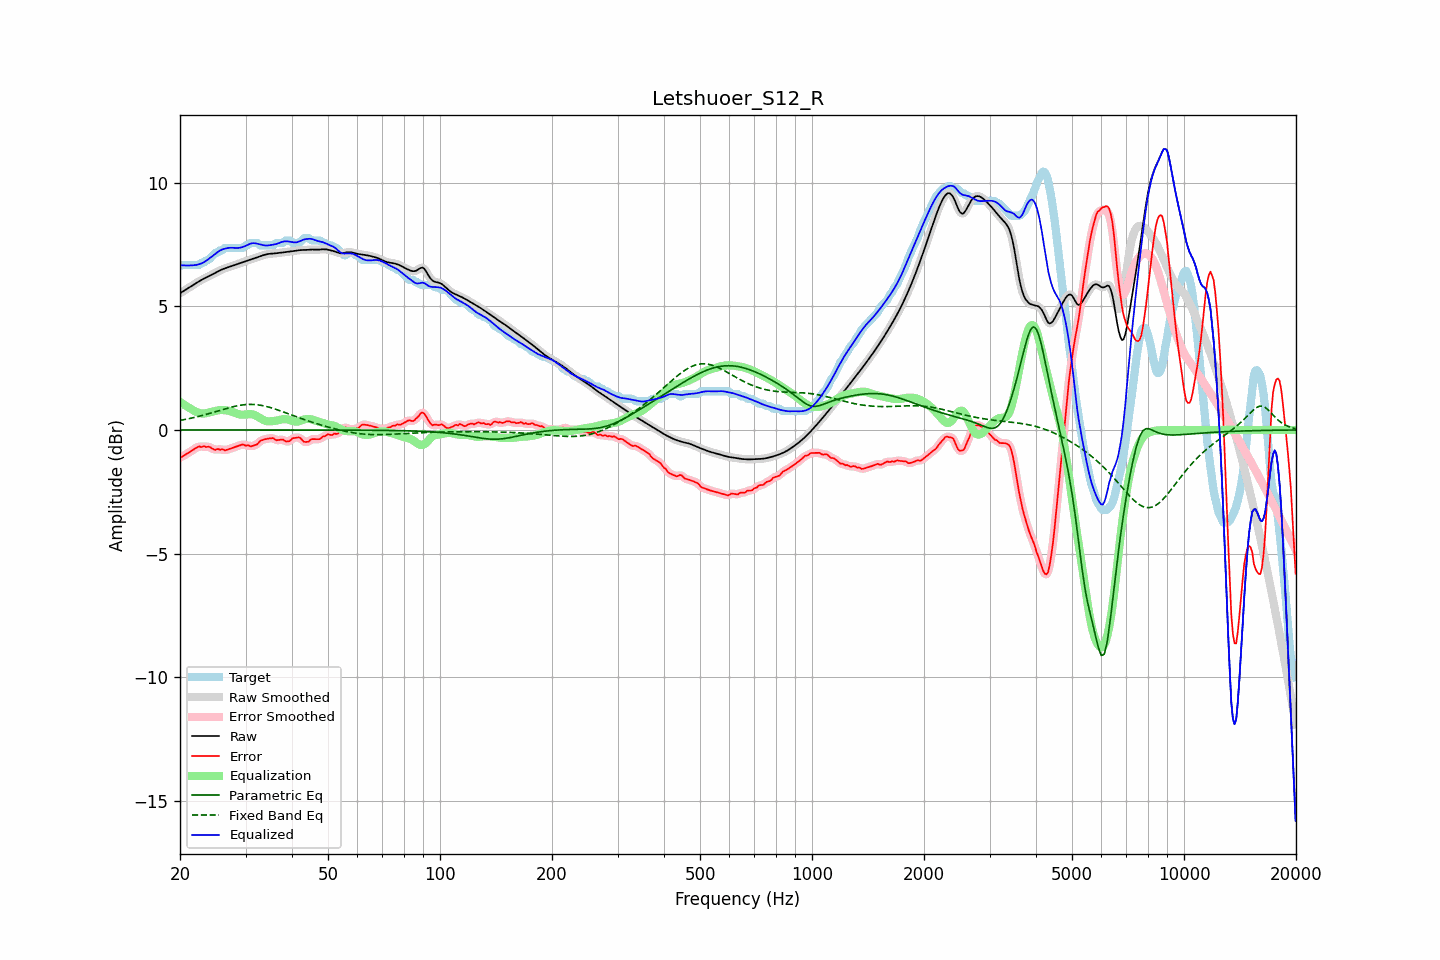 Letshuoer_S12_R
Amplitude (dBr)
10
5
0
−5
−10
−15
Target
Raw Smoothed
Error Smoothed
Raw
Error
Equalization
Parametric Eq
Fixed Band Eq
Equalized
20 50 100 200 500 1000 2000 5000 10000 20000
Frequency (Hz)